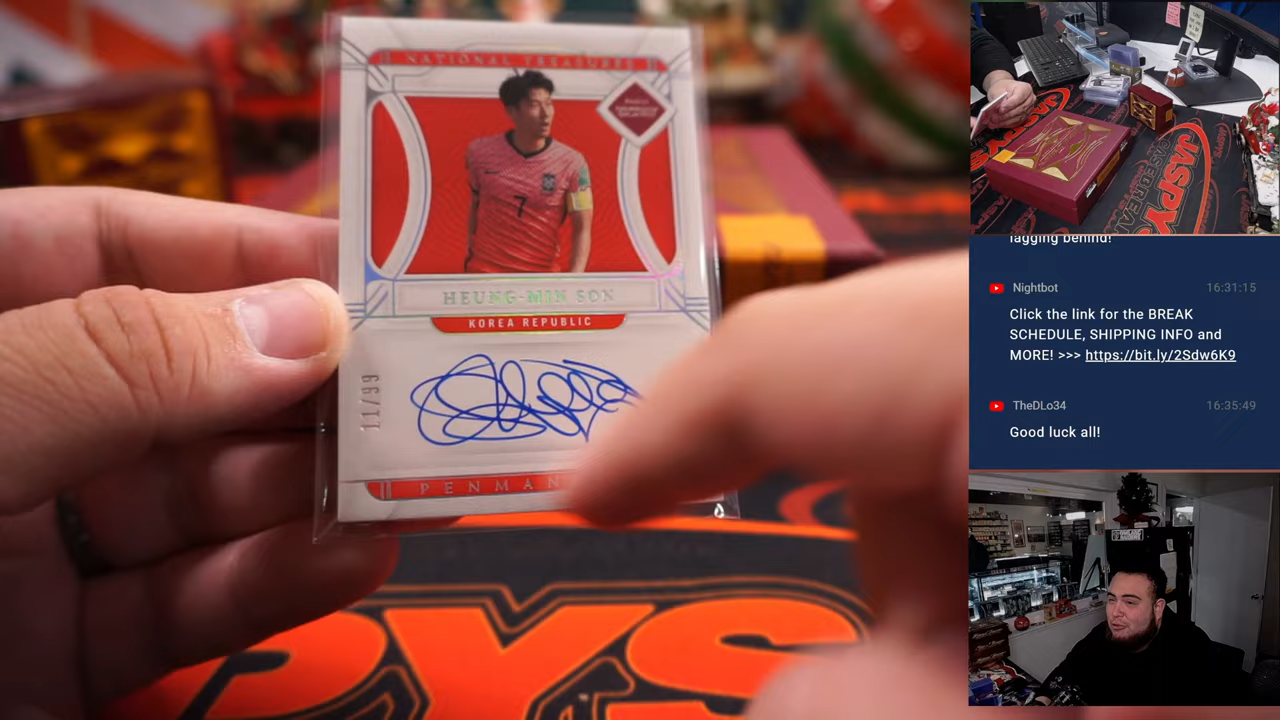 NATIONAL TREASURES
7
HEUNG-MIN SON
KOREA REPUBLIC
11/99
PENMAN
JASPY'S
lagging behind!
Nightbot 16:31:15
Click the link for the BREAK
SCHEDULE, SHIPPING INFO and
MORE! >>> https://bit.ly/2Sdw6K9
TheDLo34 16:35:49
Good luck all!